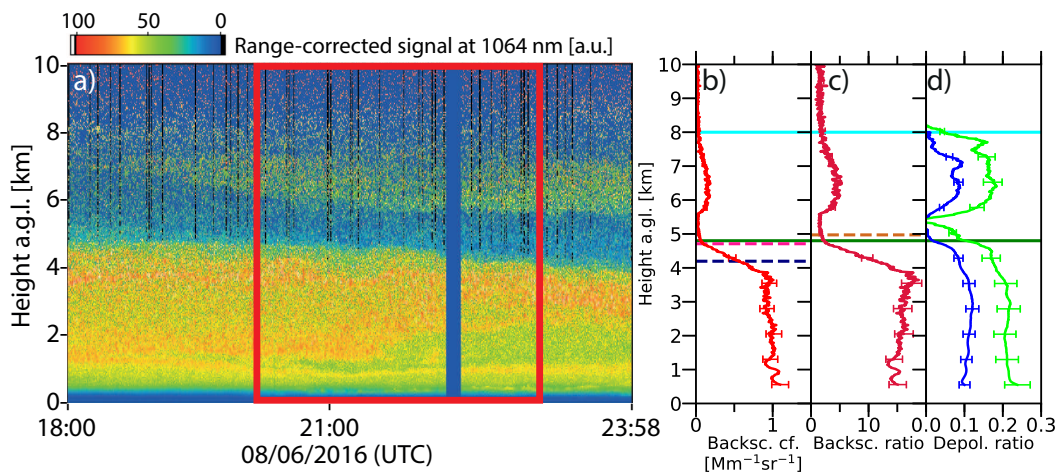 100 50 0
Range-corrected signal at 1064 nm [a.u.]
a)
Height a.g.l. [km]
10
8
6
4
2
0
18:00 21:00 23:58
08/06/2016 (UTC)
b) c) d)
Height a.g.l. [km]
10
9
8
7
6
5
4
3
2
1
0
0 1 0 10 0.0 0.1 0.2 0.3
Backsc. cf. Backsc. ratio Depol. ratio
[Mm⁻¹sr⁻¹]